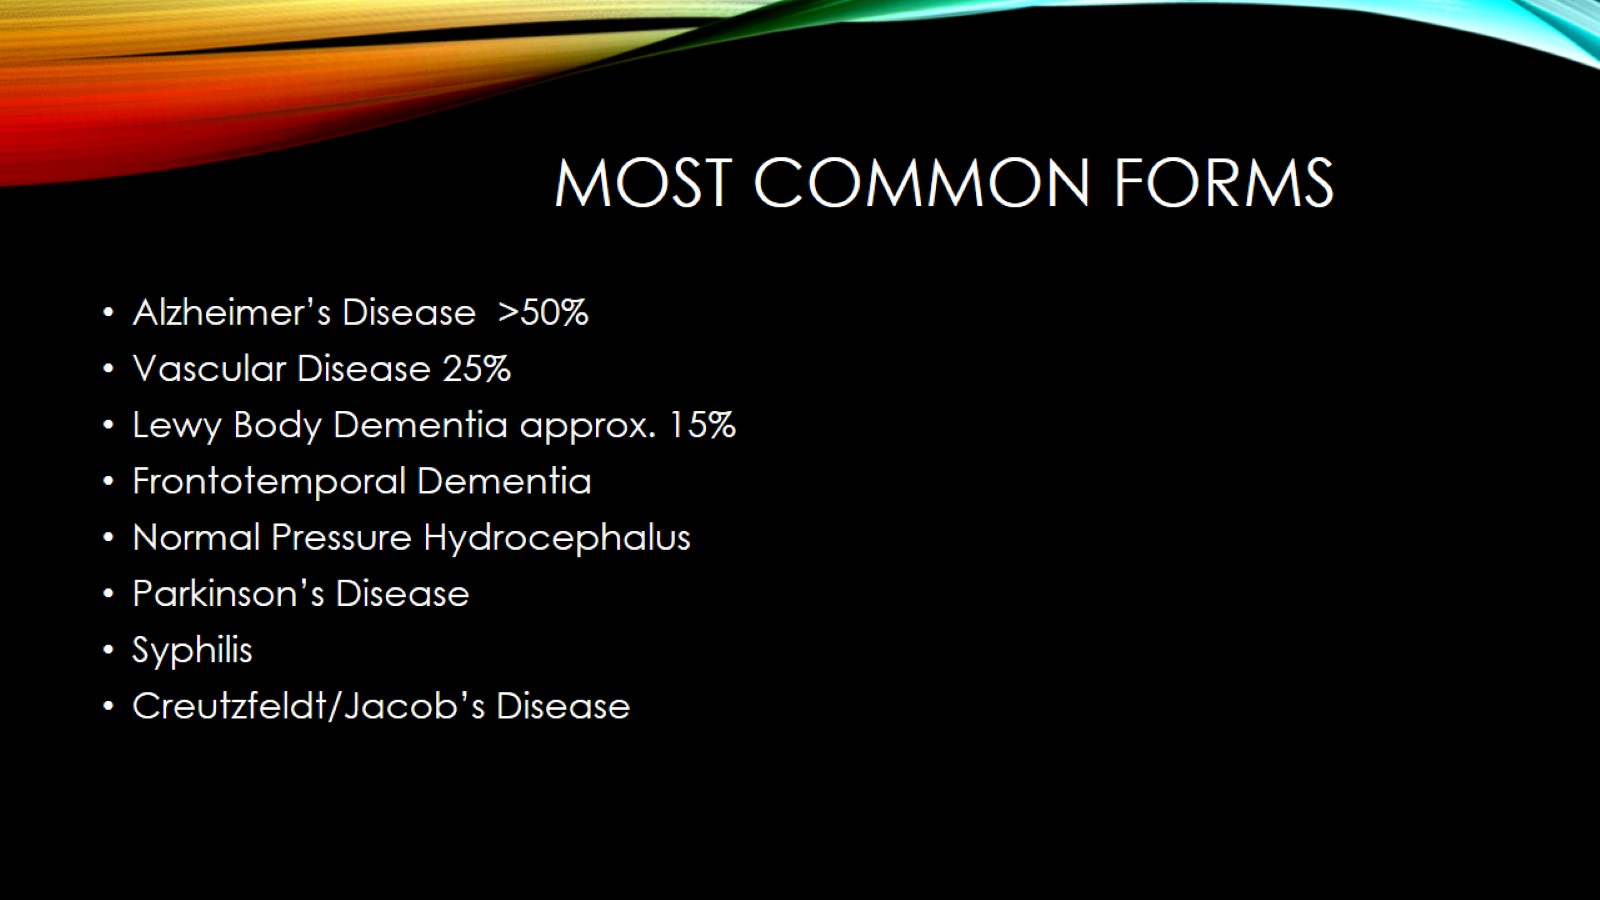 MOST COMMON FORMS
• Alzheimer’s Disease  >50%
• Vascular Disease 25%
• Lewy Body Dementia approx. 15%
• Frontotemporal Dementia
• Normal Pressure Hydrocephalus
• Parkinson’s Disease
• Syphilis
• Creutzfeldt/Jacob’s Disease